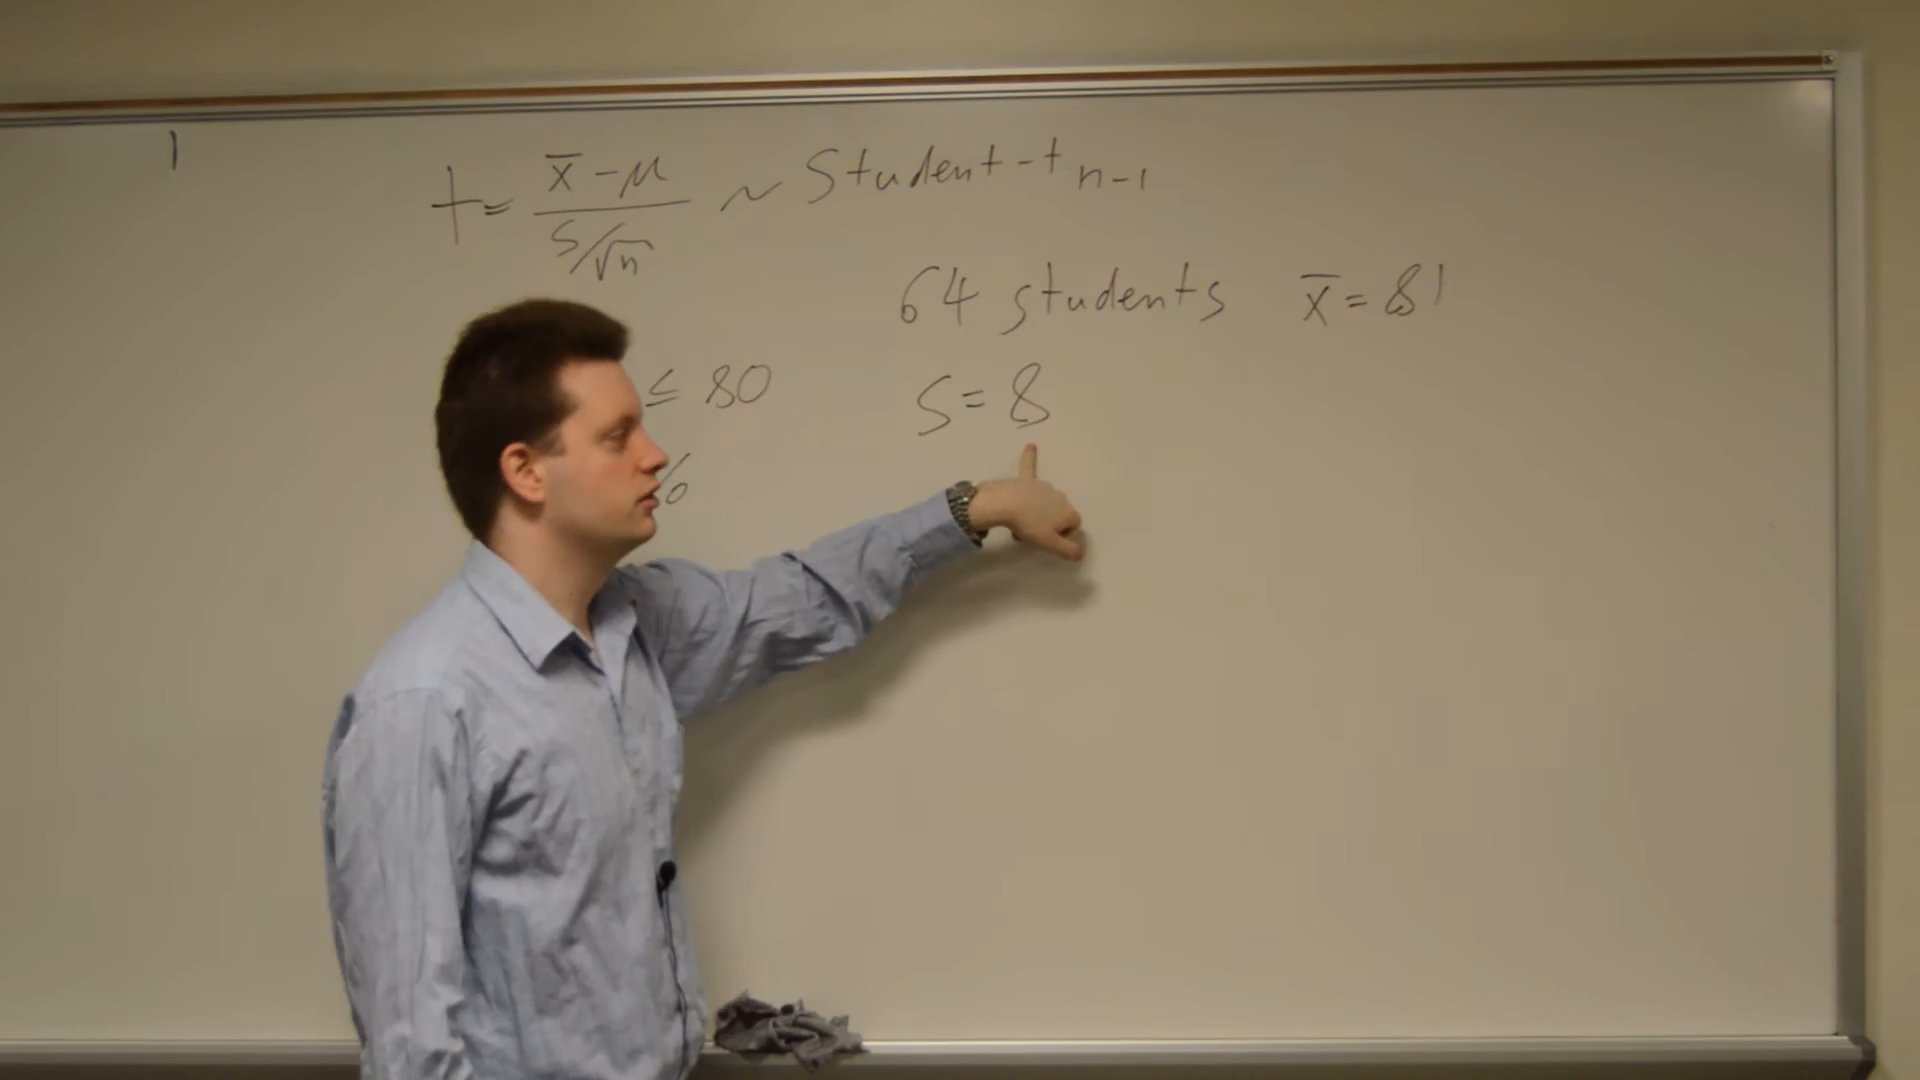 1
t = x̄ - μ / s/√n ~ Student-t n-1
64 students x̄ = 81
≤ 80
s = 8
%